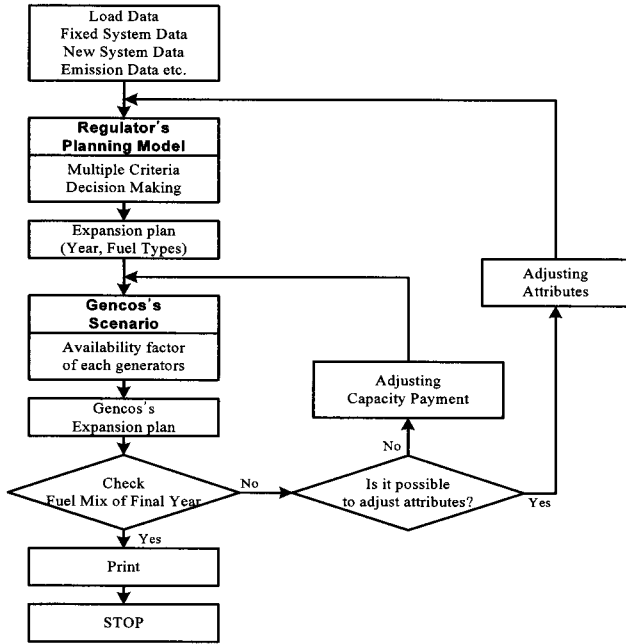 Load Data
Fixed System Data
New System Data
Emission Data etc.
Regulator's
Planning Model
Multiple Criteria
Decision Making
Expansion plan
(Year, Fuel Types)
Adjusting
Attributes
Gencos's
Scenario
Availability factor
of each generators
Adjusting
Capacity Payment
Gencos's
Expansion plan
No
Check
Fuel Mix of Final Year
No
Is it possible
to adjust attributes?
Yes
Yes
Print
STOP